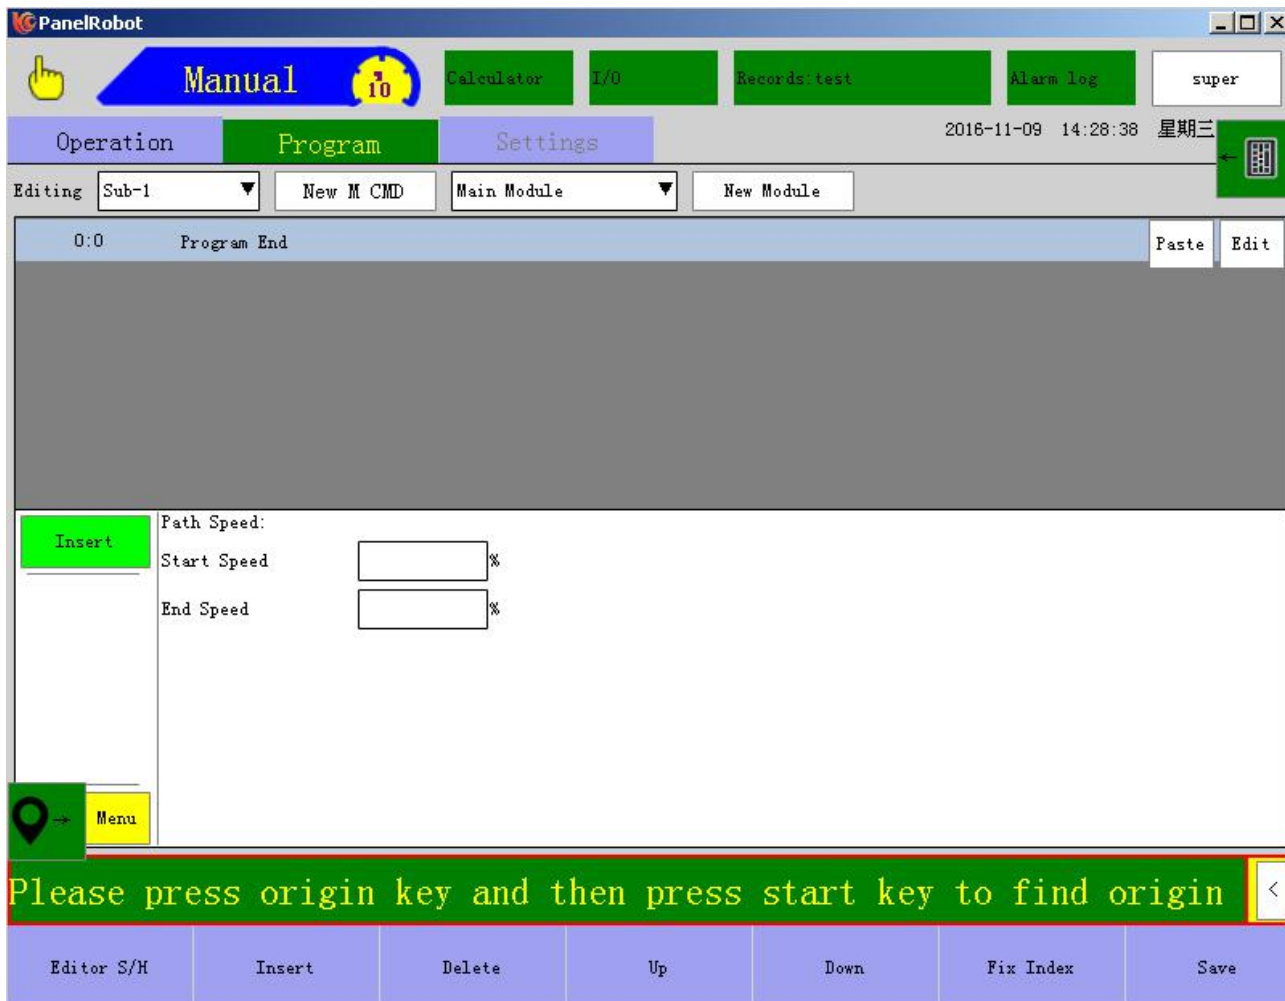 PanelRobot
Manual 10 Calculator I/O Records:test Alarm log super
Operation Program Settings 2016-11-09 14:28:38 星期三
Editing Sub-1 New M CMD Main Module New Module
0:0 Program End Paste Edit
Insert
Path Speed:
Start Speed %
End Speed %
Menu
Please press origin key and then press start key to find origin <
Editor S/H Insert Delete Up Down Fix Index Save